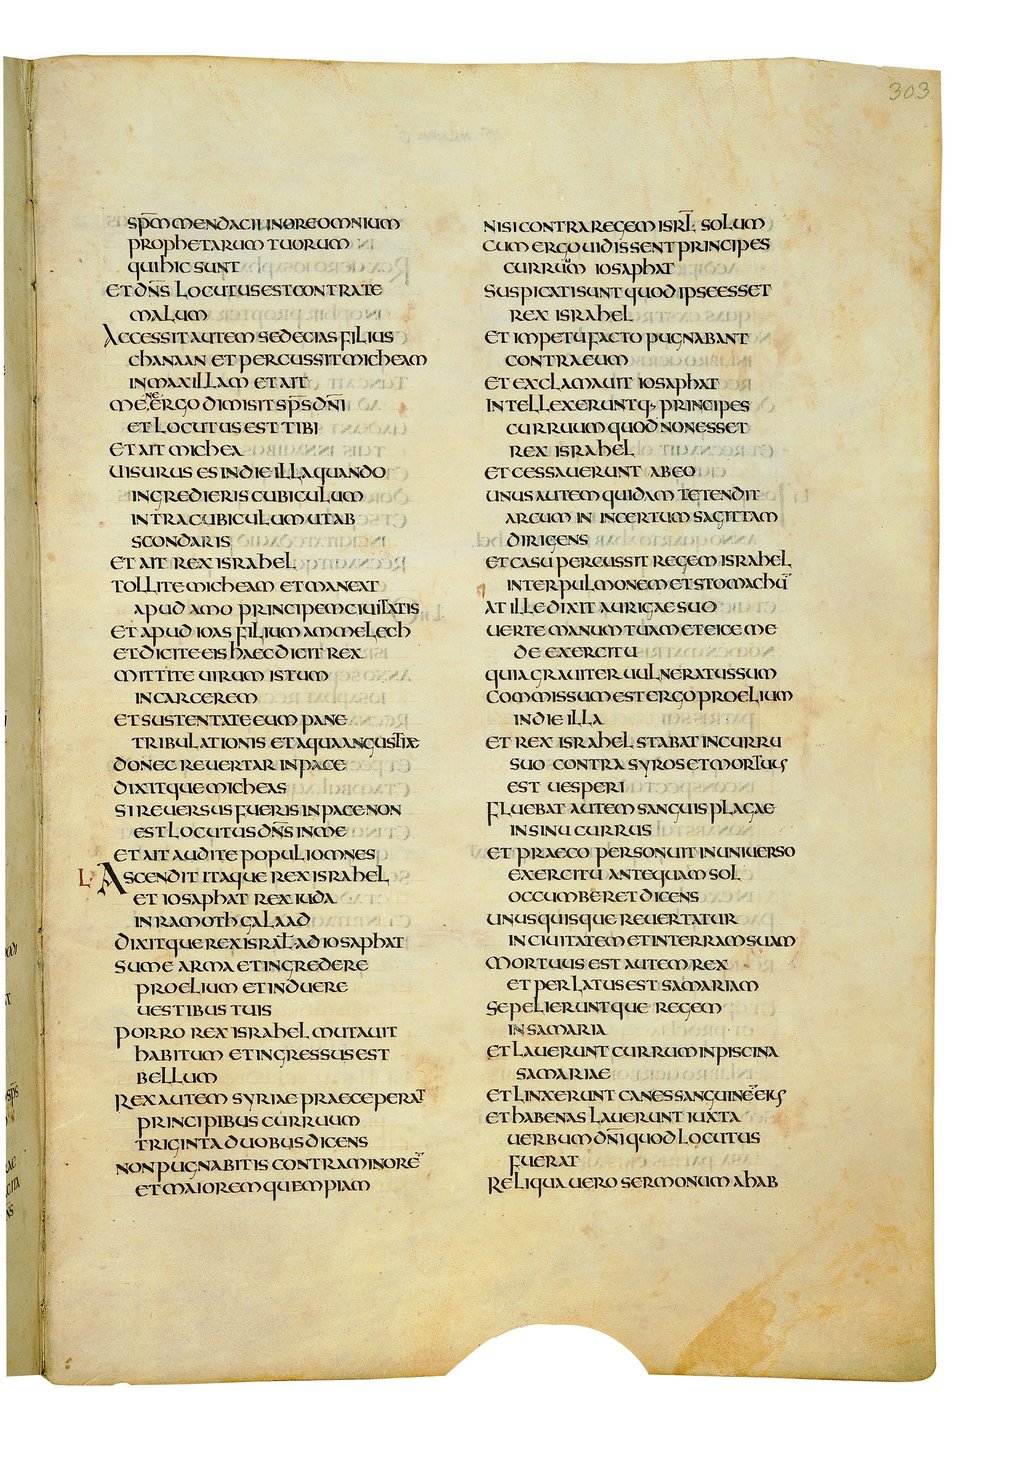 303
sp̄m mendacii in ore omnium
prophetarum tuorum
qui hic sunt
et dn̄s locutus est contra te
malum
Accessit autem sedecias filius
chanaan et percussit micheam
in maxillam et ait
mene ergo dimisit sp̄s dn̄i
et locutus est tibi
et ait michea
uisurus es in die illa quando
ingredieris cubiculum
intra cubiculum ut ab
scondaris
et ait rex israhel
tollite micheam et maneat
apud amo principem ciuitatis
et apud ioas filium ammelech
et dicite eis haec dicit rex
mittite uirum istum
in carcerem
et sustentate eum pane
tribulationis et aqua angustiae
donec reuertar in pace
dixitque micheas
si reuersus fueris in pace non
est locutus dn̄s in me
et ait audite populi omnes
L Ascendit itaque rex israhel
et iosaphat rex iuda
in ramoth galaad
dixitque rex isral̄ ad iosaphat
sume arma et ingredere
proelium et induere
uestibus tuis
porro rex israhel mutauit
habitum et ingressus est
bellum
rex autem syriae praeceperat
principibus curruum
triginta duobus dicens
non pugnabitis contra minorē
et maiorem quempiam
nisi contra regem isrl̄ solum
cum ergo uidissent principes
curruum iosaphat
suspicati sunt quod ipse esset
rex israhel
et impetu facto pugnabant
contra eum
et exclamauit iosaphat
intellexerunt q; principes
curruum quod non esset
rex israhel
et cessauerunt ab eo
unus autem quidam tetendit
arcum in incertum sagittam
dirigens
et casu percussit regem israhel
inter pulmonem et stomachū
at ille dixit aurigae suo
uerte manum tuam et eice me
de exercitu
quia grauiter uulneratus sum
commissum est ergo proelium
in die illa
et rex israhel stabat in curru
suo contra syros et mortuus
est uesperi
fluebat autem sanguis plagae
in sinu currus
et praeco personuit in uniuerso
exercitu antequam sol
occumberet dicens
unusquisque reuertatur
in ciuitatem et in terram suam
mortuus est autem rex
et perlatus est samariam
sepelieruntque regem
in samaria
et lauerunt currum in piscina
samariae
et linxerunt canes sanguinē eius
et habenas lauerunt iuxta
uerbum dn̄i quod locutus
fuerat
reliqua uero sermonum ahab